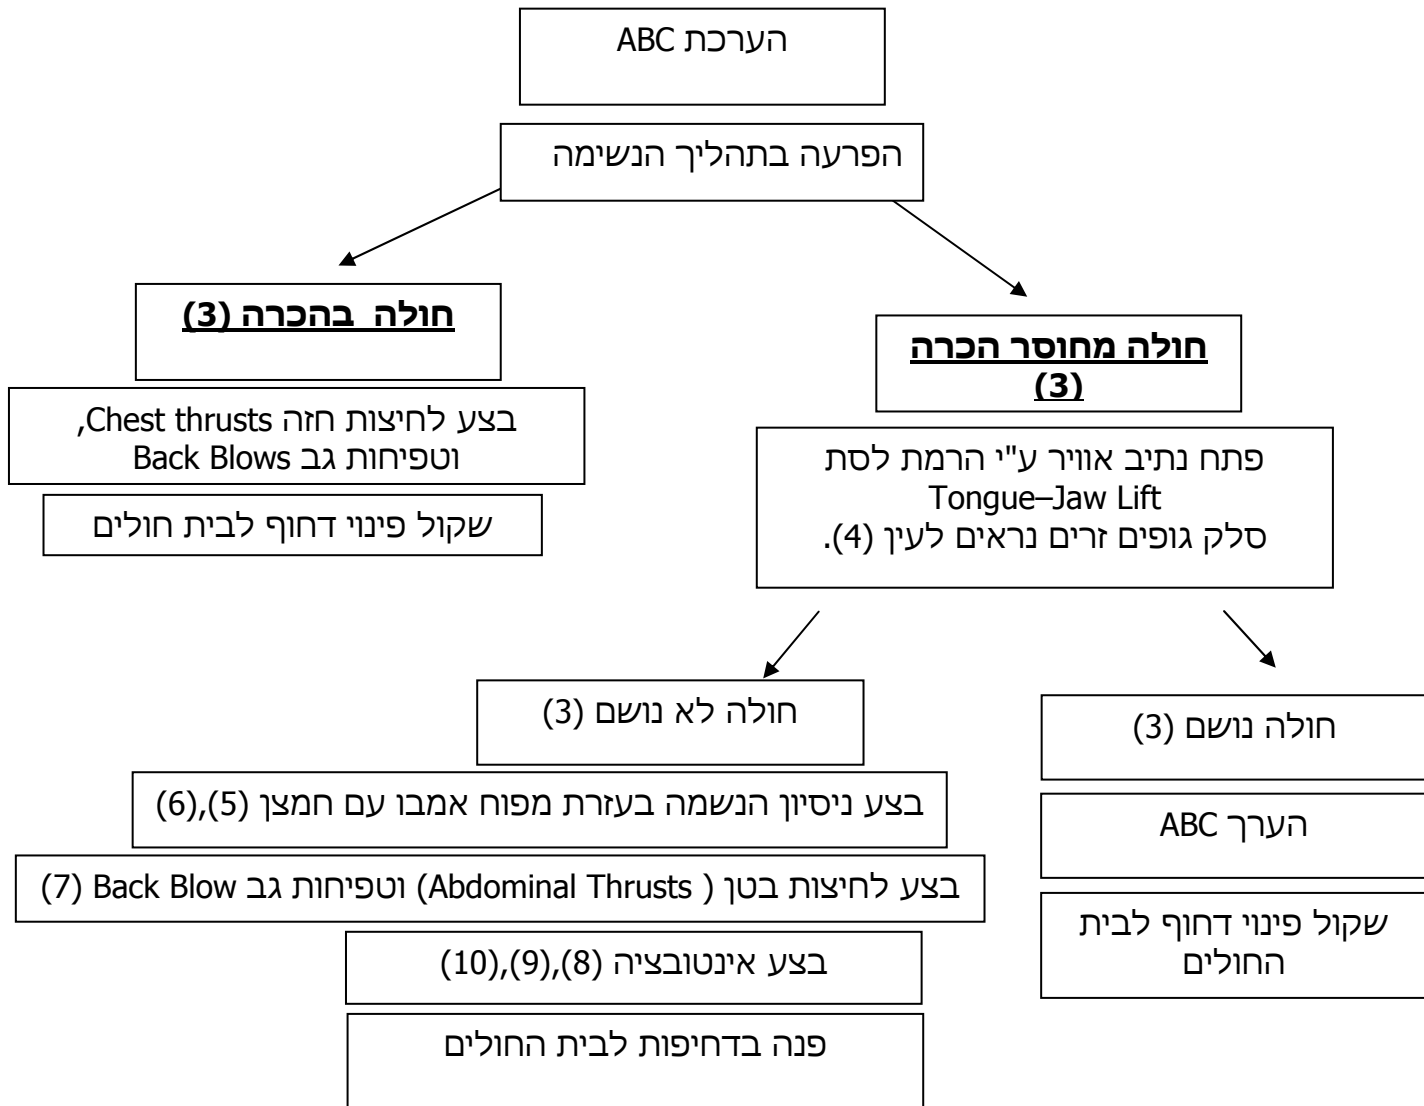 הערכת ABC
הפרעה בתהליך הנשימה
חולה בהכרה (3)
בצע לחיצות חזה Chest thrusts,
וטפיחות גב Back Blows
שקול פינוי דחוף לבית חולים
חולה מחוסר הכרה
(3)
פתח נתיב אוויר ע"י הרמת לסת
Tongue–Jaw Lift
סלק גופים זרים נראים לעין (4).
חולה לא נושם (3)
בצע ניסיון הנשמה בעזרת מפוח אמבו עם חמצן (5),(6)
בצע לחיצות בטן ( Abdominal Thrusts) וטפיחות גב Back Blow (7)
בצע אינטובציה (8),(9),(10)
פנה בדחיפות לבית החולים
חולה נושם (3)
הערך ABC
שקול פינוי דחוף לבית
החולים